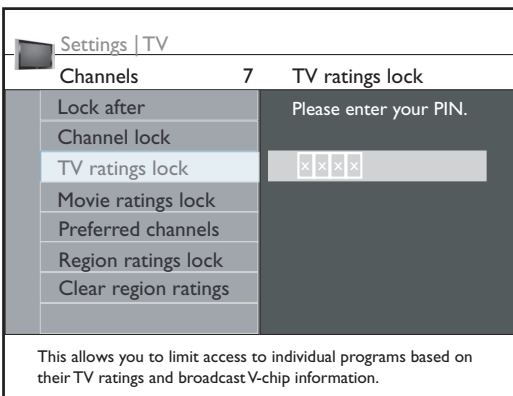 Settings | TV
Channels 7 TV ratings lock
Lock after
Please enter your PIN.
Channel lock
TV ratings lock
x x x x
Movie ratings lock
Preferred channels
Region ratings lock
Clear region ratings
This allows you to limit access to individual programs based on
their TV ratings and broadcast V-chip information.